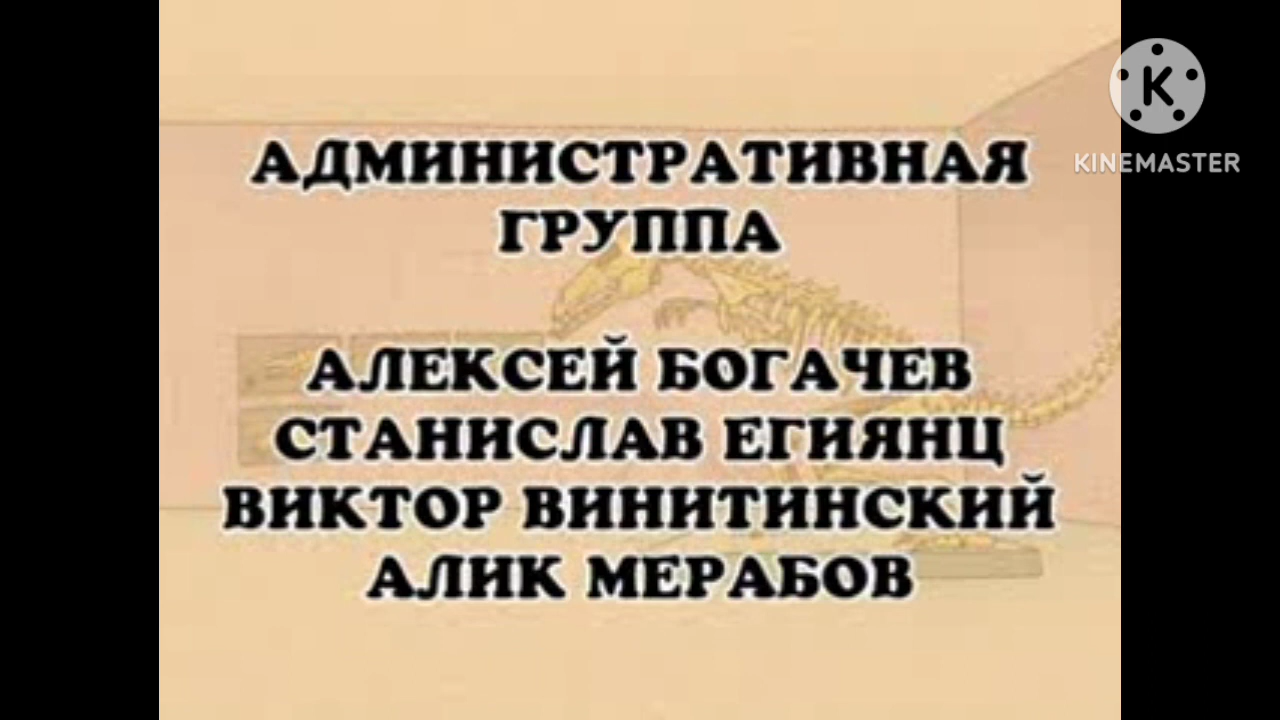 АДМИНИСТРАТИВНАЯ
ГРУППА
АЛЕКСЕЙ БОГАЧЕВ
СТАНИСЛАВ ЕГИЯНЦ
ВИКТОР ВИНИТИНСКИЙ
АЛИК МЕРАБОВ
K
KINEMASTER